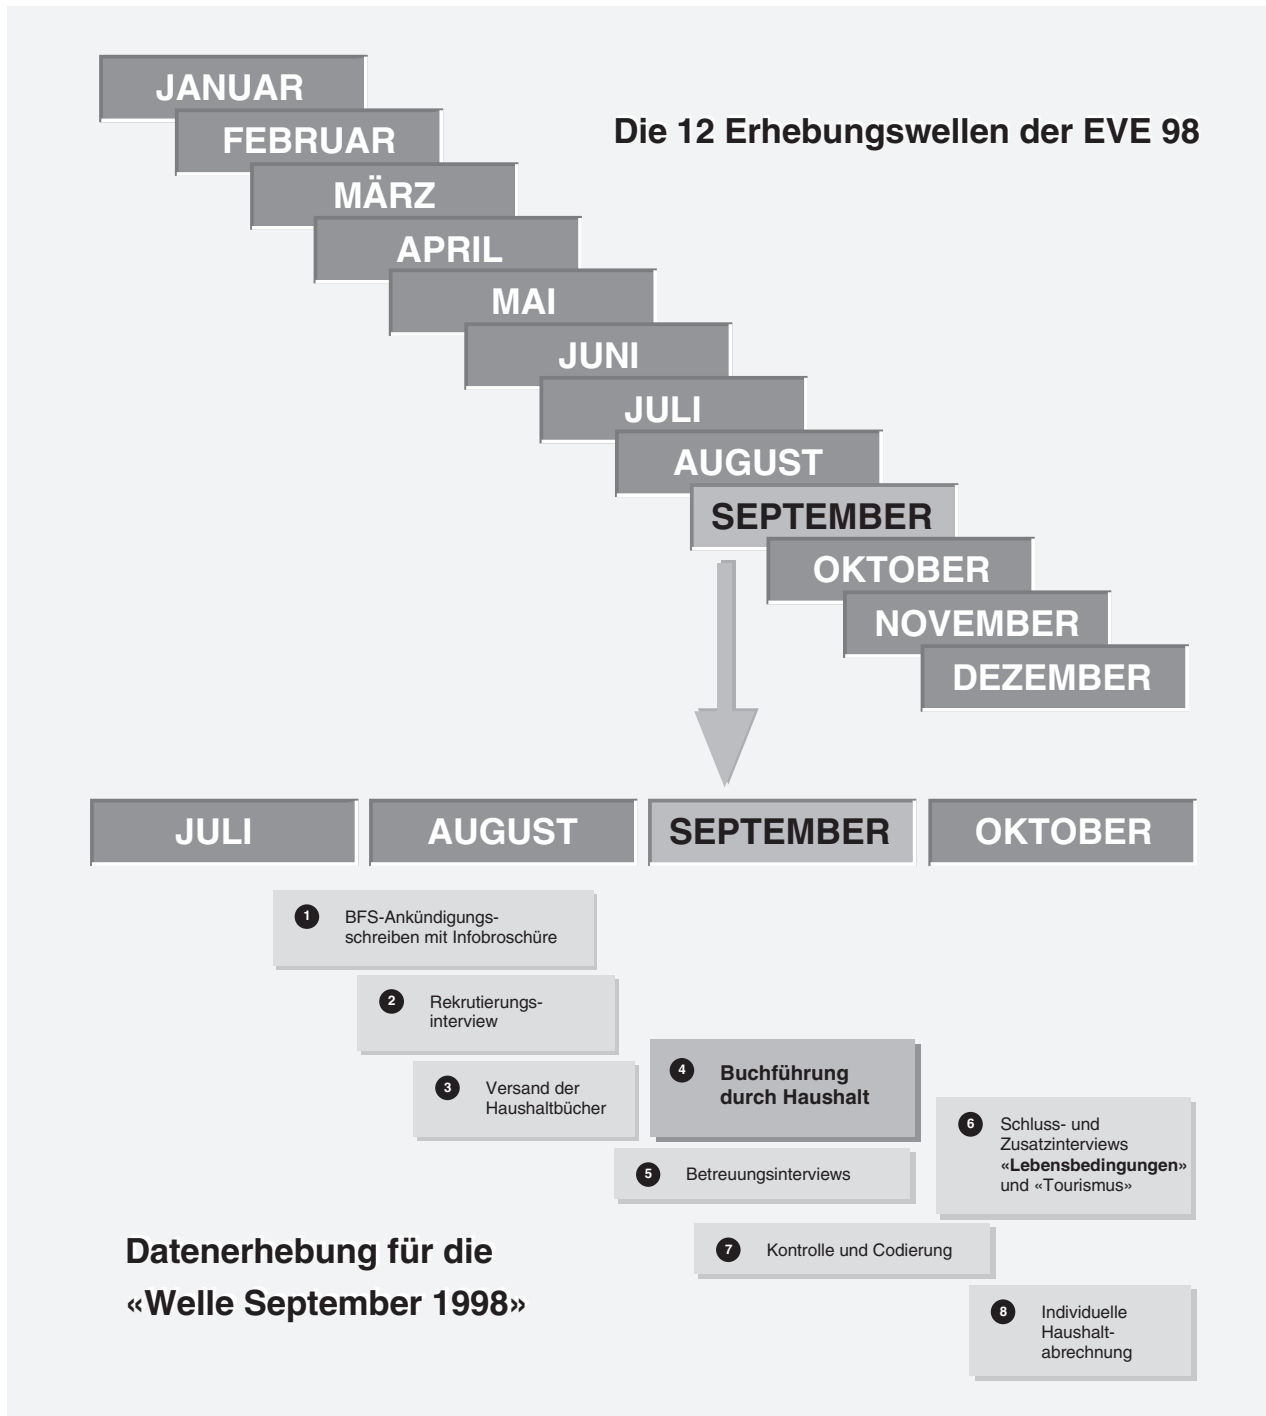 JANUAR
FEBRUAR
Die 12 Erhebungswellen der EVE 98
MÄRZ
APRIL
MAI
JUNI
JULI
AUGUST
SEPTEMBER
OKTOBER
NOVEMBER
DEZEMBER
JULI AUGUST SEPTEMBER OKTOBER
1 BFS-Ankündigungs-
schreiben mit Infobroschüre
2 Rekrutierungs-
interview
3 Versand der
Haushaltbücher
4 Buchführung
durch Haushalt
5 Betreuungsinterviews
6 Schluss- und
Zusatzinterviews
«Lebensbedingungen»
und «Tourismus»
7 Kontrolle und Codierung
8 Individuelle
Haushalt-
abrechnung
Datenerhebung für die
«Welle September 1998»